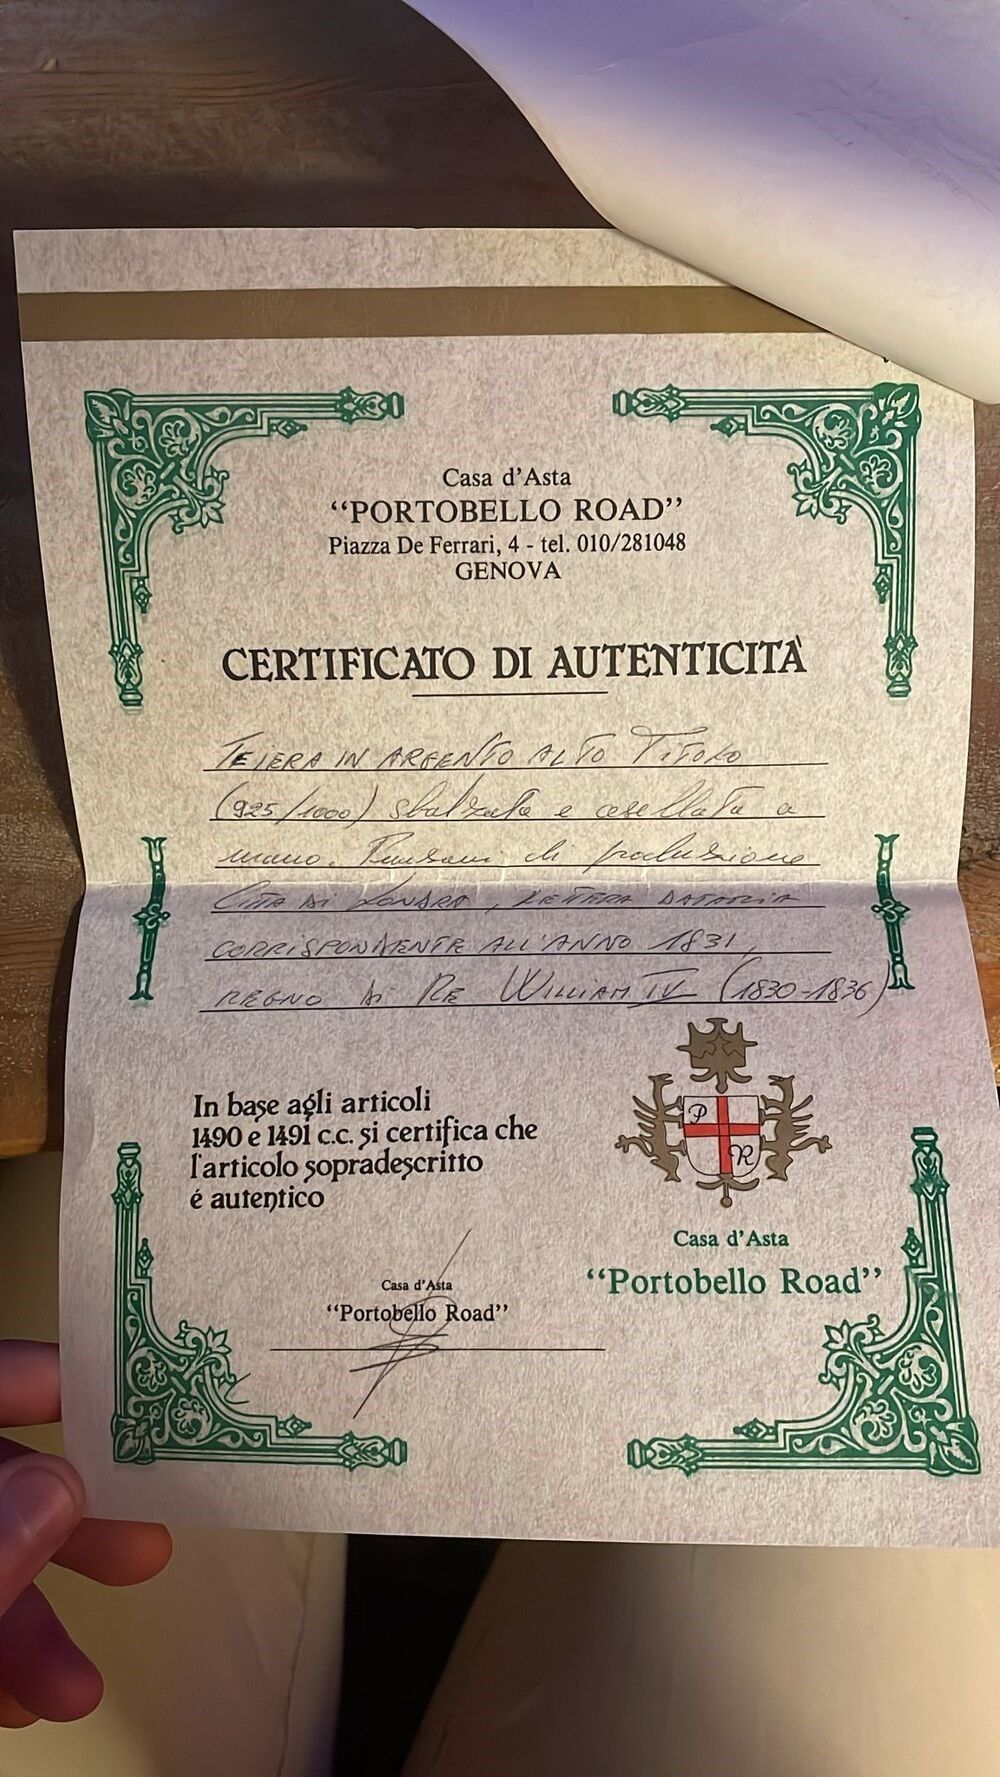 Casa d'Asta
“PORTOBELLO ROAD”
Piazza De Ferrari, 4 - tel. 010/281048
GENOVA
CERTIFICATO DI AUTENTICITÀ
TEIERA IN ARGENTO ALTO TITOLO
(925/1000) sbalzata e cesellata a
mano. Punzoni di produzione
CITTÀ DI LONDRA, LETTERA DATARIA
CORRISPONDENTE ALL'ANNO 1831,
REGNO DI RE WILLIAM IV (1830-1836)
In base agli articoli
1490 e 1491 c.c. si certifica che
l'articolo sopradescritto
é autentico
P
R
Casa d'Asta
“Portobello Road”
Casa d'Asta
“Portobello Road”